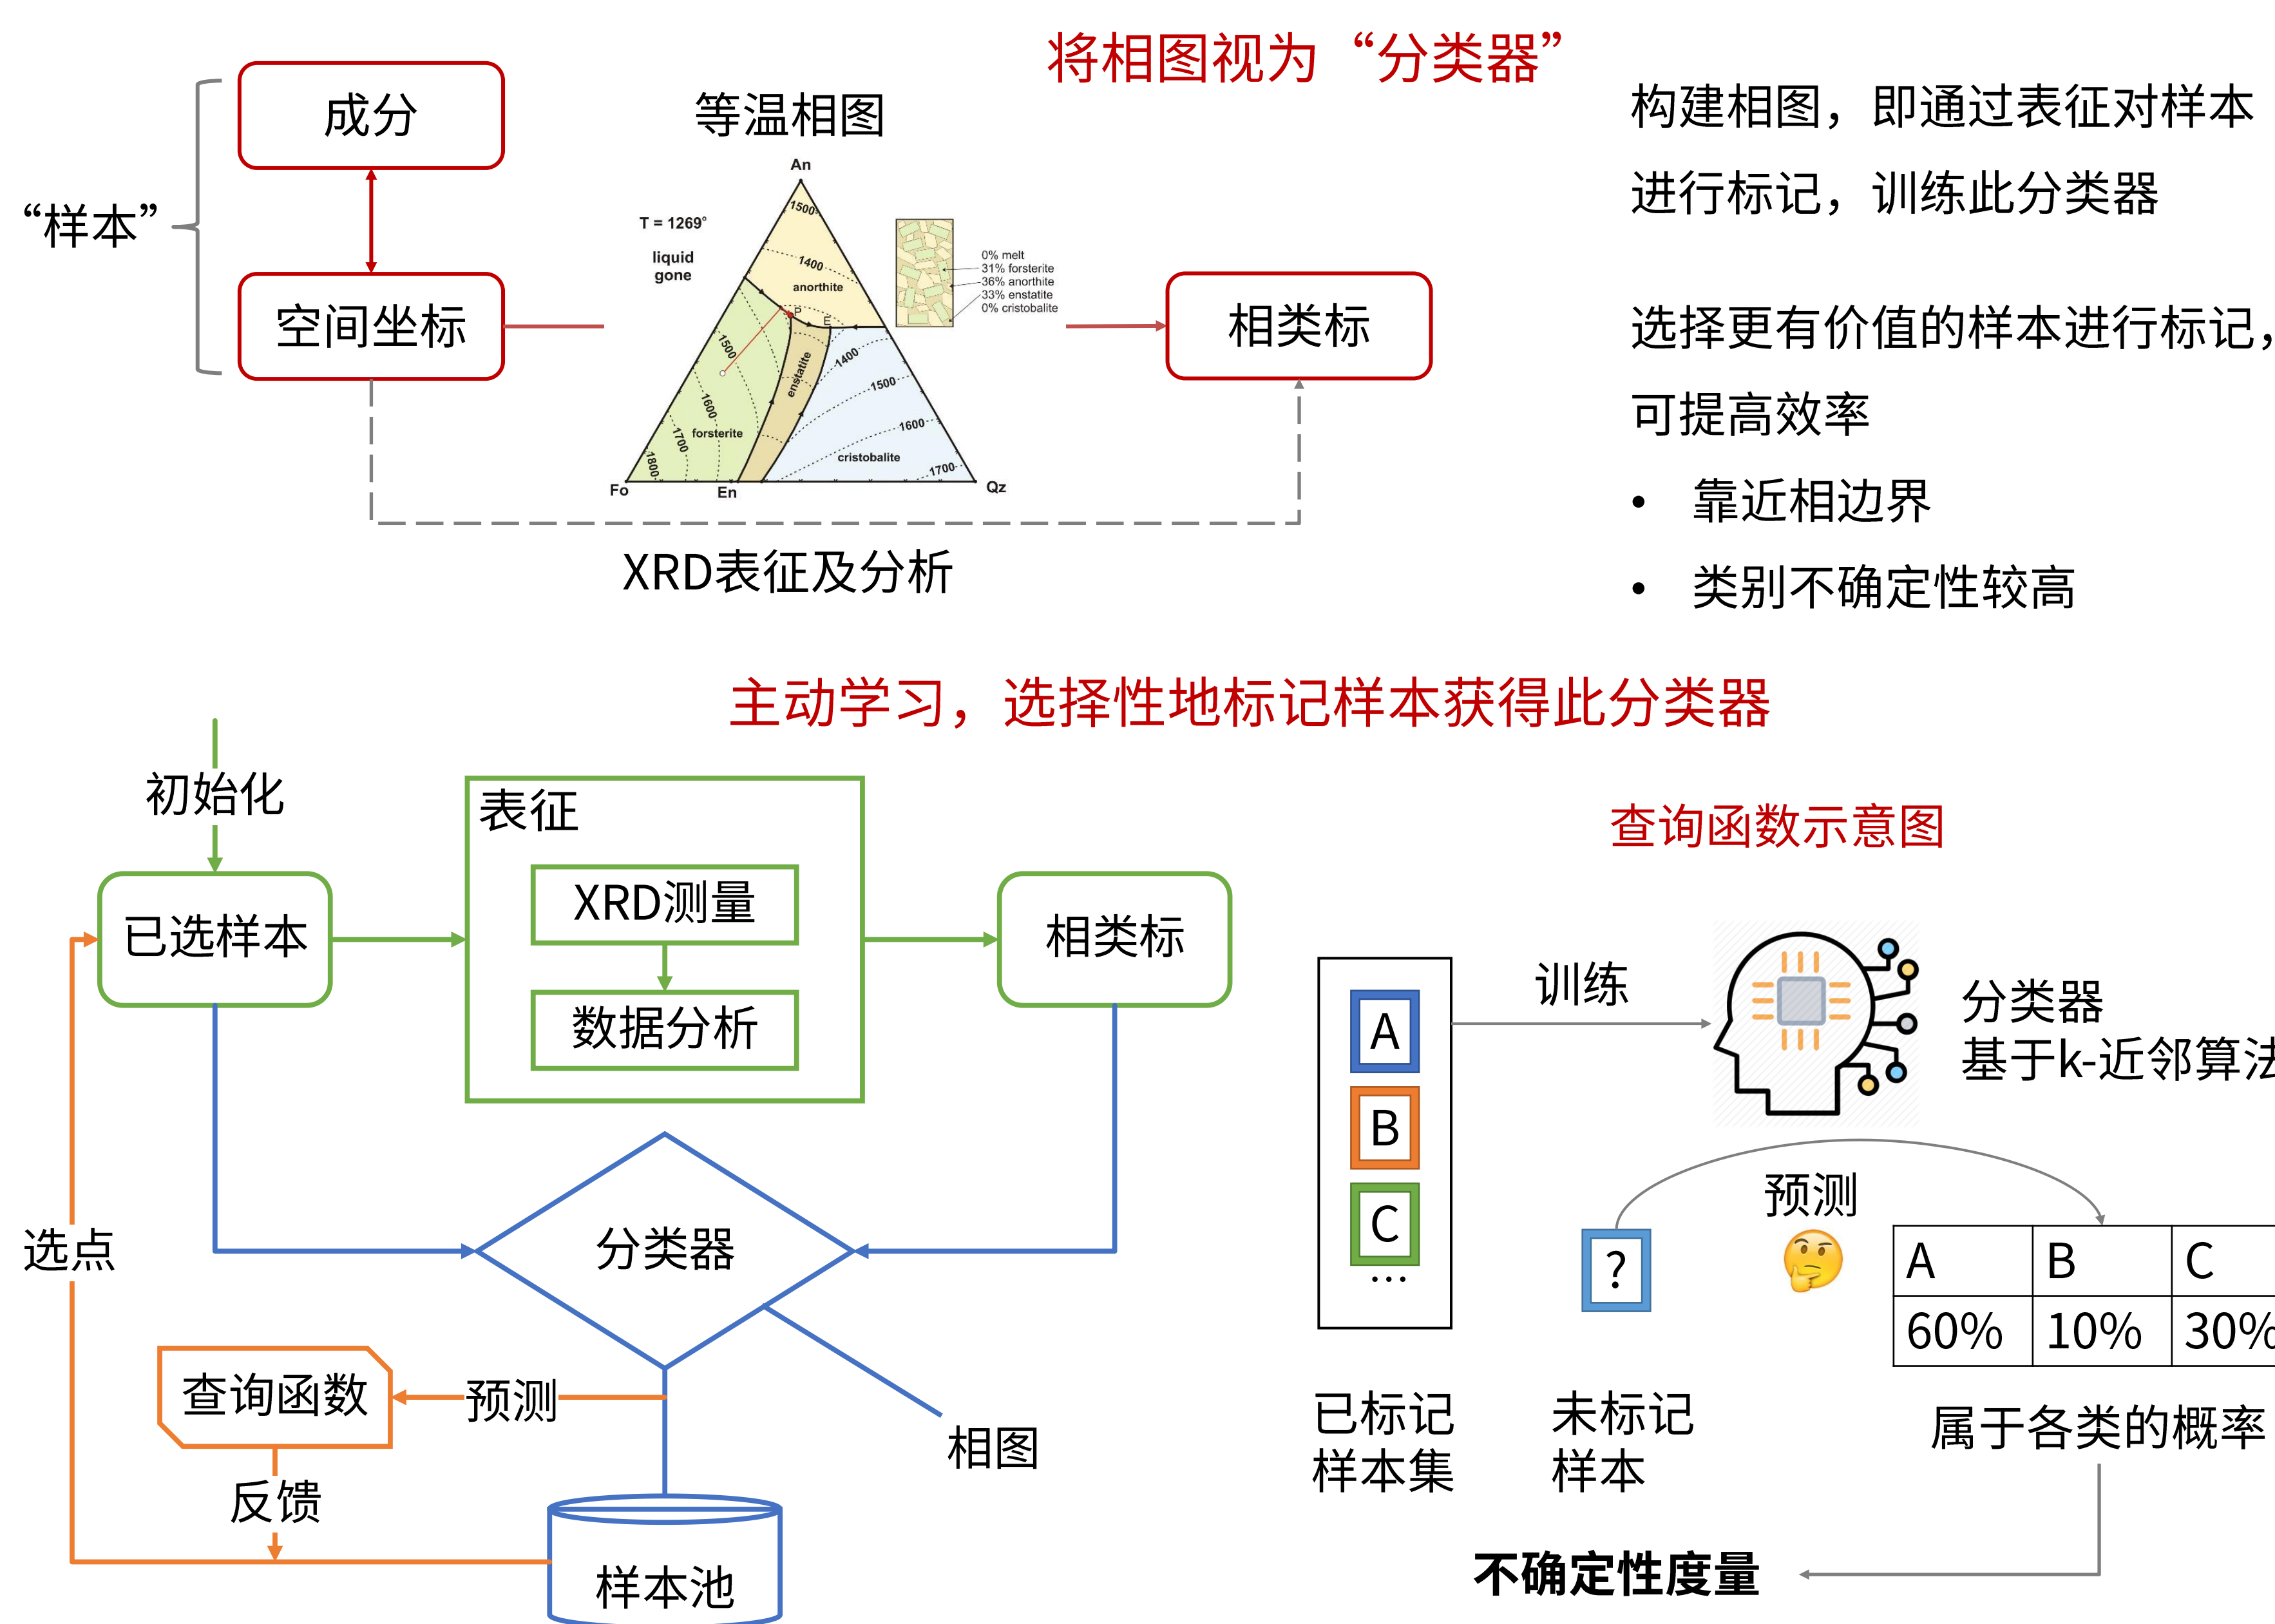 将相图视为“分类器”
成分
“样本”
空间坐标
等温相图
An
T = 1269°
liquid
gone
1500
1400
anorthite
P
E
1500
1600
1700
1800
forsterite
enstatite
1400
1500
1600
1700
cristobalite
Fo
En
Qz
0% melt
31% forsterite
36% anorthite
33% enstatite
0% cristobalite
相类标
XRD表征及分析
构建相图，即通过表征对样本
进行标记，训练此分类器
选择更有价值的样本进行标记，
可提高效率
• 靠近相边界
• 类别不确定性较高
主动学习，选择性地标记样本获得此分类器
初始化
已选样本
表征
XRD测量
数据分析
相类标
分类器
选点
查询函数
预测
反馈
相图
样本池
查询函数示意图
A
B
C
...
训练
分类器
基于k-近邻算法
预测
?
A B C
60% 10% 30%
已标记
样本集
未标记
样本
属于各类的概率
不确定性度量